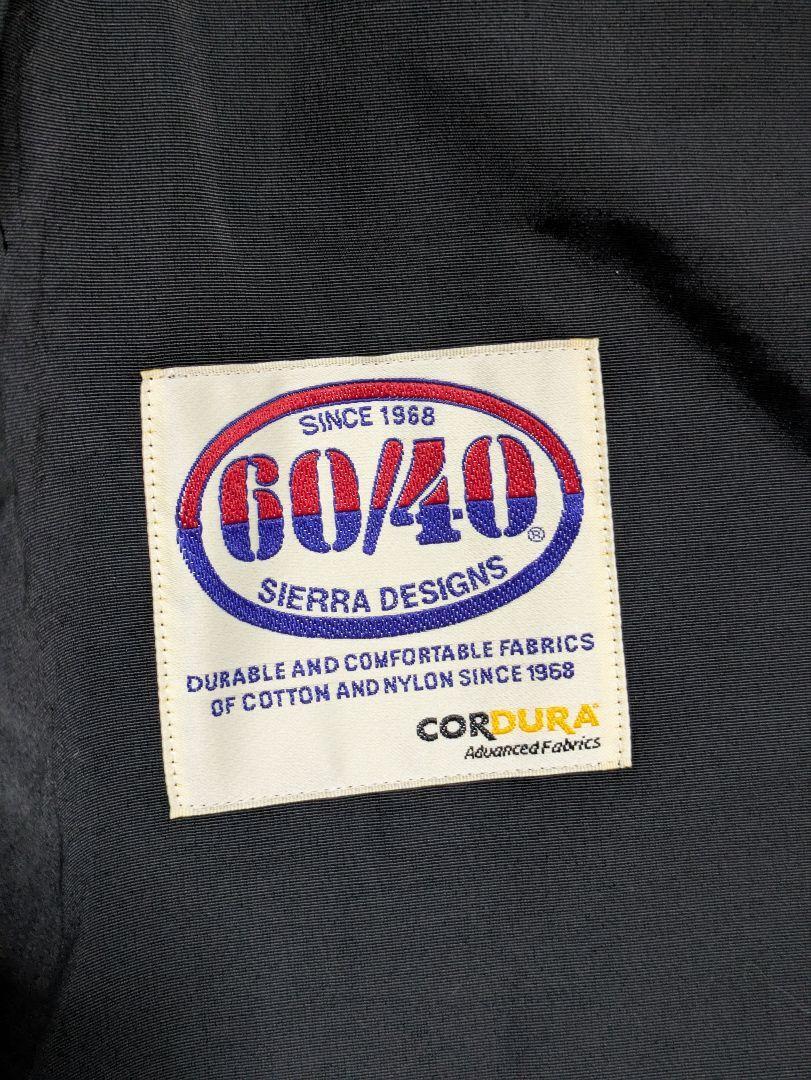 SINCE 1968
60/40®
SIERRA DESIGNS
DURABLE AND COMFORTABLE FABRICS
OF COTTON AND NYLON SINCE 1968
CORDURA®
Advanced Fabrics